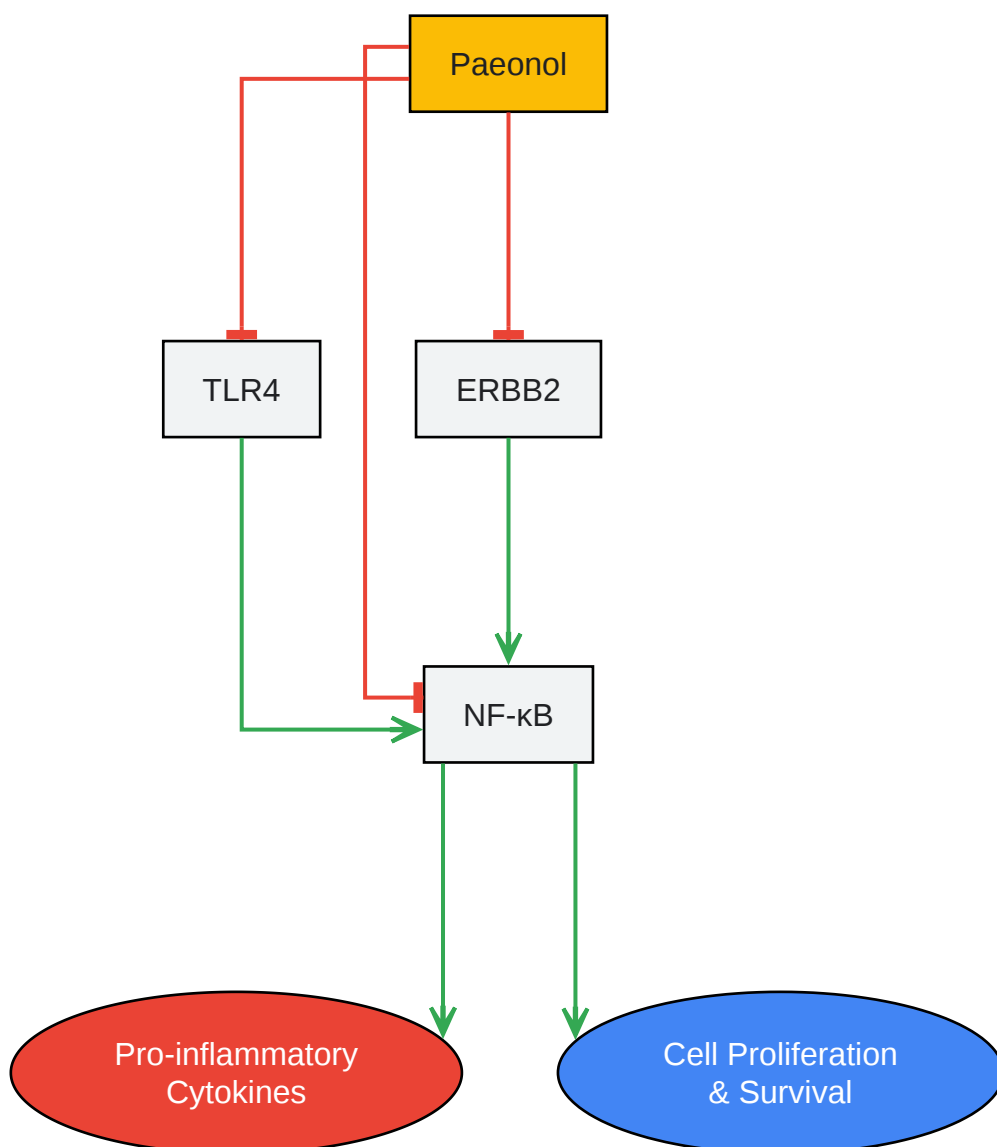 Paeonol
TLR4
ERBB2
NF-κB
Pro-inflammatory
Cytokines
Cell Proliferation
& Survival